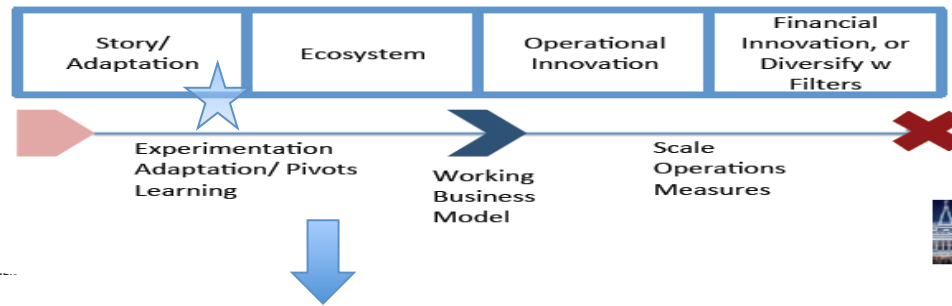 Story/
Adaptation
Ecosystem
Operational
Innovation
Financial
Innovation, or
Diversify w
Filters
Experimentation
Adaptation/ Pivots
Learning
Working
Business
Model
Scale
Operations
Measures